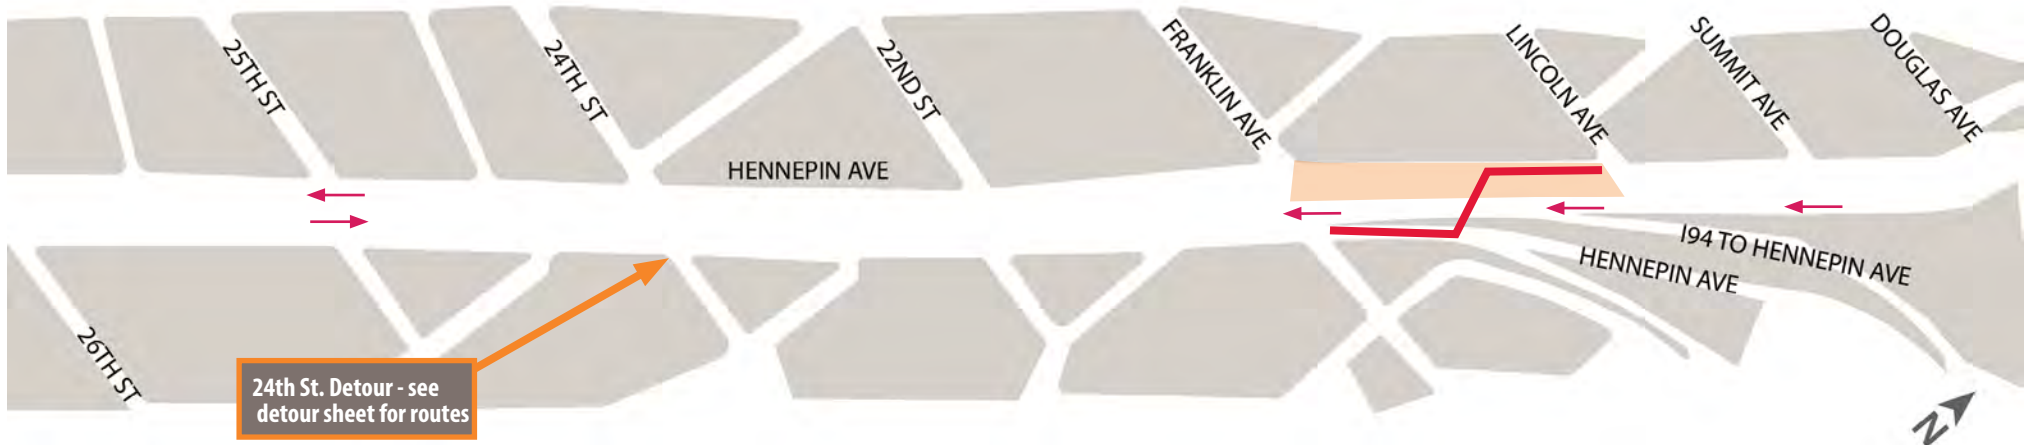 25TH ST
24TH ST
22ND ST
FRANKLIN AVE
LINCOLN AVE
SUMMIT AVE
DOUGLAS AVE
HENNEPIN AVE
I94 TO HENNEPIN AVE
HENNEPIN AVE
26TH ST
24th St. Detour - see
detour sheet for routes
N